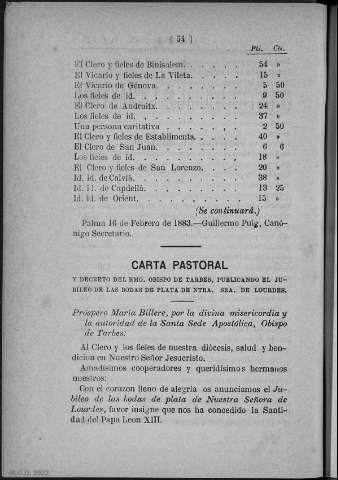 ( 54 )
Pts. Cts.
El Clero y fieles de Binisalem. . . . . . 54 »
El Vicario y fieles de La Vileta. . . . . . 15 »
El Vicario de Génova. . . . . . . . 5 50
Los fieles de id. . . . . . . . . . 9 50
El Clero de Andraitx. . . . . . . . 24 »
Los fieles de id. . . . . . . . . . 37 »
Una persona caritativa . . . . . . . 2 50
El Clero y fieles de Establiments. . . . . 40 »
El Clero de San Juan. . . . . . . . 6 6
Los fieles de id. . . . . . . . . . 18 »
El Clero y fieles de San Lorenzo. . . . . 20 »
Id. id. de Calviá. . . . . . . . . . 38 »
Id. id. de Capdellá. . . . . . . . . 13 25
Id. id. de Orient. . . . . . . . . . 15 »
(Se continuará.)
Palma 16 de Febrero de 1883.—Guillermo Puig, Canó-
nigo Secretario.
CARTA PASTORAL
Y DECRETO DEL RMO. OBISPO DE TARBES, PUBLICANDO EL JU-
BILEO DE LAS BODAS DE PLATA DE NTRA. SRA. DE LOURDES.
Próspero María Billere, por la divina misericordia y
la autoridad de la Santa Sede Apostólica, Obispo
de Tarbes:
Al Clero y los fieles de nuestra diócesis, salud y ben-
dicion en Nuestro Señor Jesucristo.
Amadísimos cooperadores y queridísimos hermanos
nuestros:
Con el corazon lleno de alegría os anunciamos el Ju-
bileo de las bodas de plata de Nuestra Señora de
Lourdes, favor insigne que nos ha concedido la Santi-
dad del Papa Leon XIII.